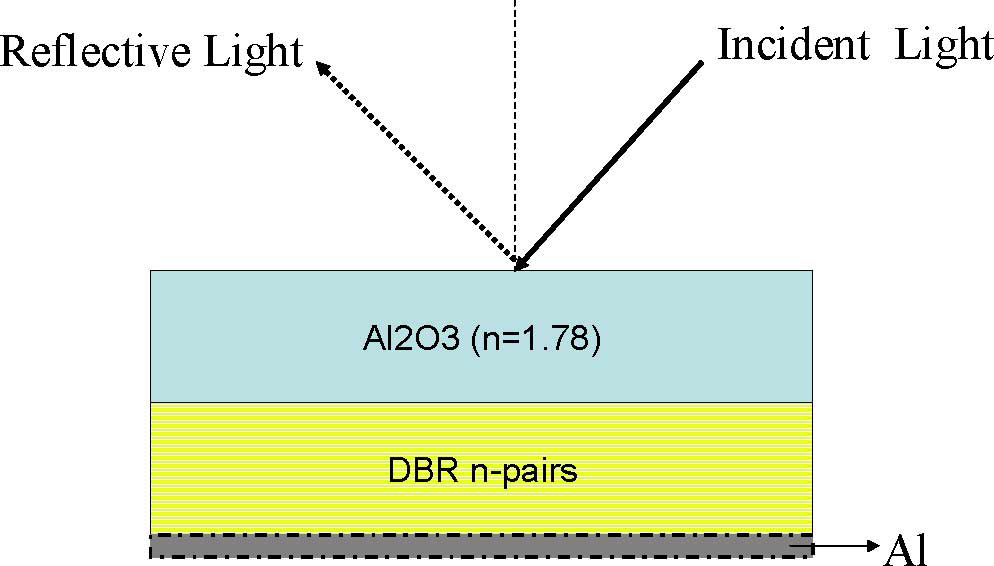 Reflective Light
Incident Light
Al2O3 (n=1.78)
DBR n-pairs
Al